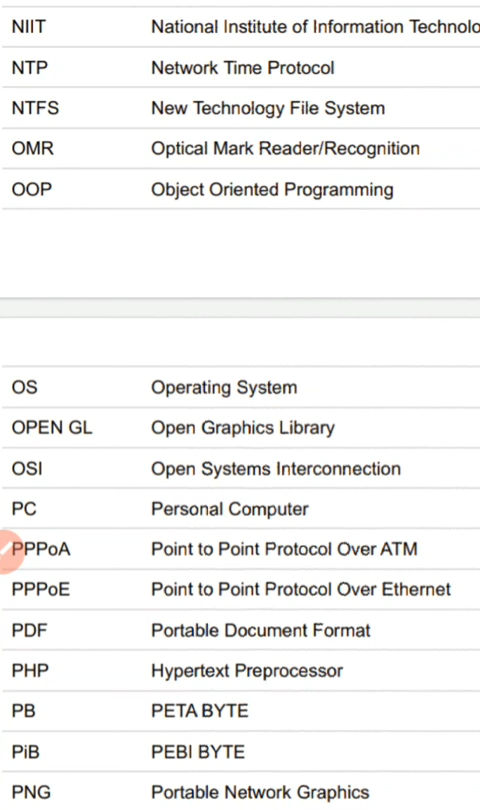 NIIT National Institute of Information
NTP Network Time Protocol
NTFS New Technology File System
OMR Optical Mark Reader/Recognition
OOP Object Oriented Programming
OS Operating System
OPEN GL Open Graphics Library
OSI Open Systems Interconnection
PC Personal Computer
PPPoA Point to Point Protocol Over ATM
PPPoE Point to Point Protocol Over Ethernet
PDF Portable Document Format
PHP Hypertext Preprocessor
PB PETA BYTE
PiB PEBI BYTE
PNG Portable Network Graphics